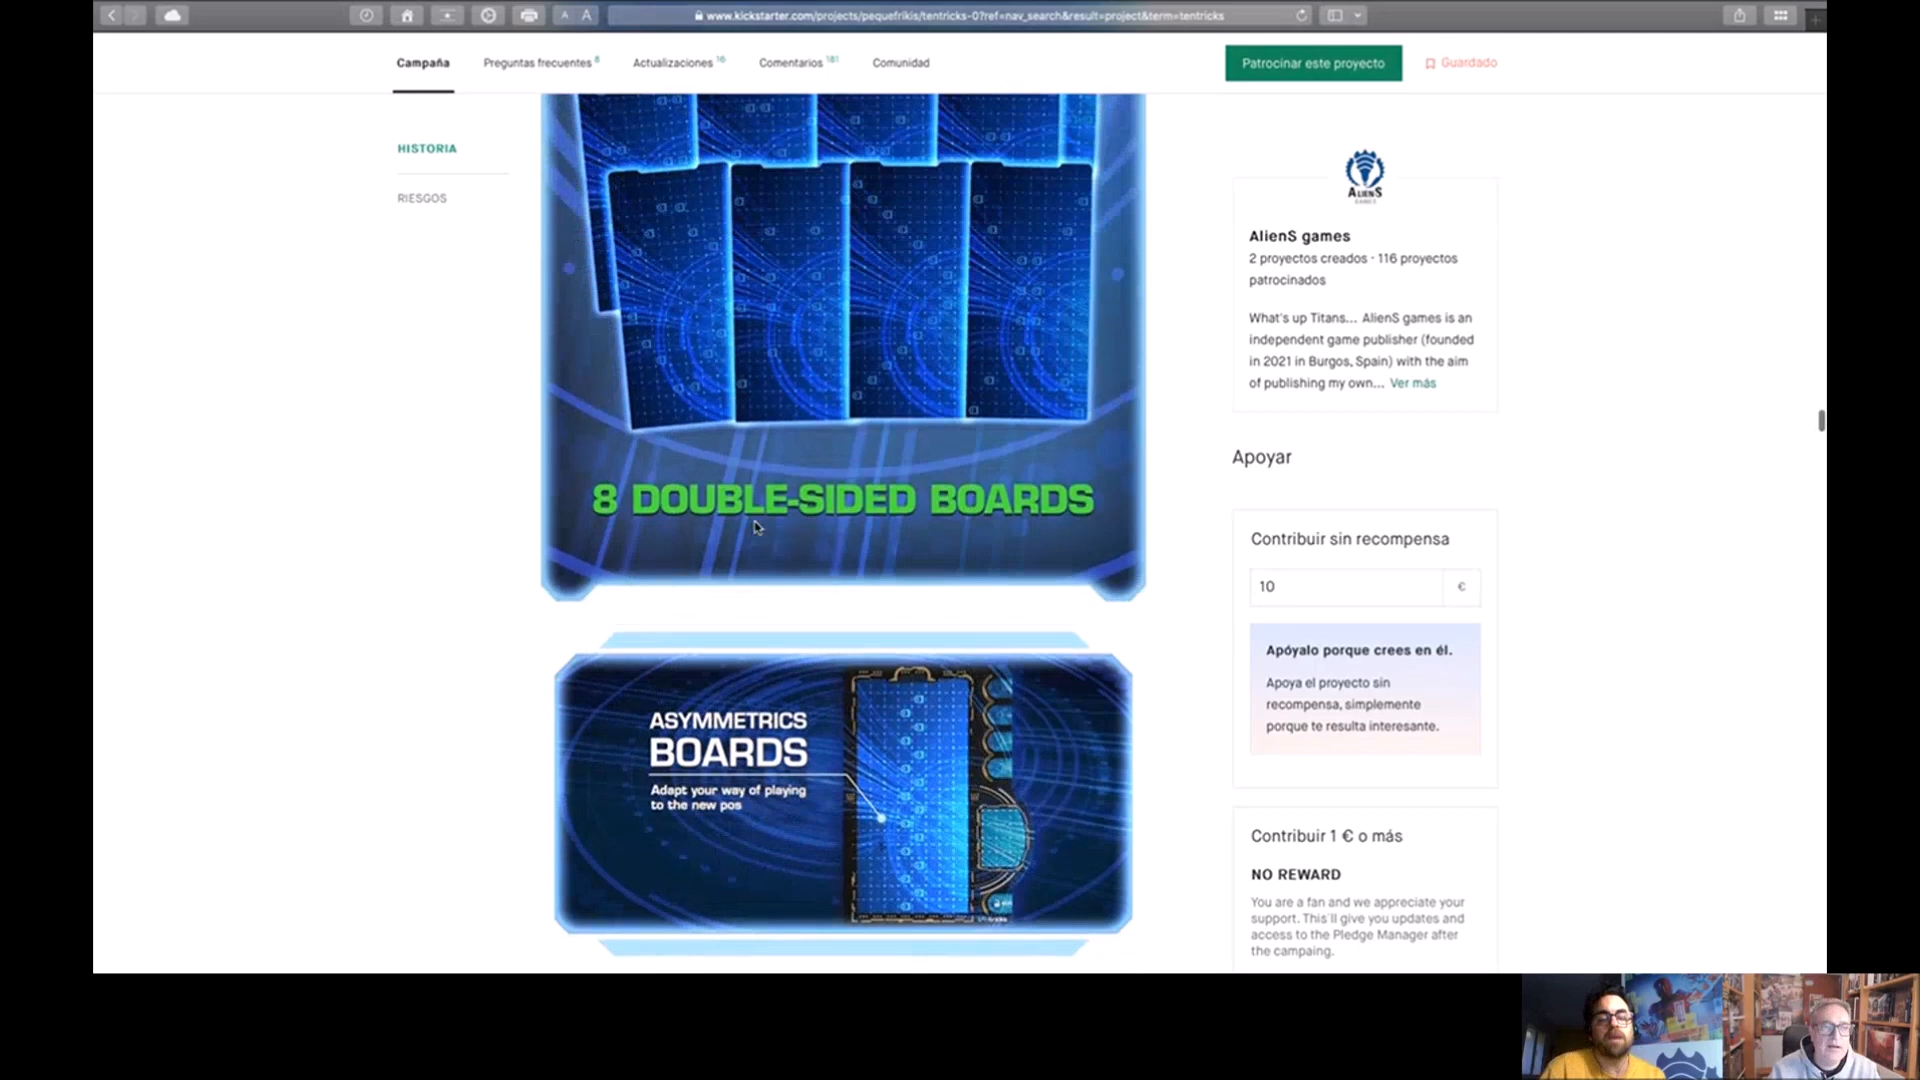 www.kickstarter.com/projects/pequefrikis/tentricks-0?ref=nav_search&result=project&term=tentricks
A A
Campaña Preguntas frecuentes 8 Actualizaciones 16 Comentarios 181 Comunidad
Patrocinar este proyecto
Guardado
HISTORIA
RIESGOS
8 DOUBLE-SIDED BOARDS
ASYMMETRICS
BOARDS
Adapt your way of playing
to the new pos
ALIENS
GAMES
AlienS games
2 proyectos creados · 116 proyectos
patrocinados
What's up Titans... AlienS games is an
independent game publisher (founded
in 2021 in Burgos, Spain) with the aim
of publishing my own... Ver más
Apoyar
Contribuir sin recompensa
10 €
Apóyalo porque crees en él.
Apoya el proyecto sin
recompensa, simplemente
porque te resulta interesante.
Contribuir 1 € o más
NO REWARD
You are a fan and we appreciate your
support. This'll give you updates and
access to the Pledge Manager after
the campaing.